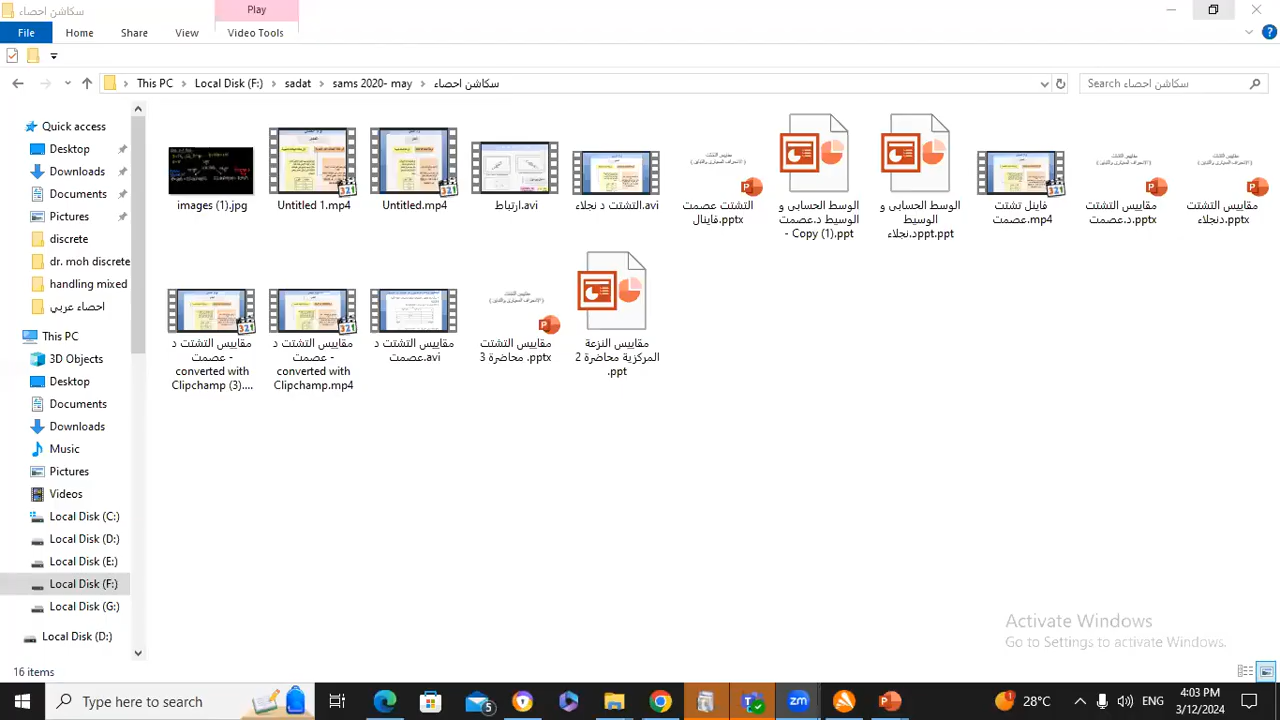 سكاشن احصاء
Play
File
Home
Share
View
Video Tools
This PC
Local Disk (F:)
sadat
sams 2020- may
سكاشن احصاء
Search سكاشن احصاء
Quick access
Desktop
Downloads
Documents
Pictures
discrete
dr. moh discrete
handling mixed
احصاء عربي
This PC
3D Objects
Desktop
Documents
Downloads
Music
Pictures
Videos
Local Disk (C:)
Local Disk (D:)
Local Disk (E:)
Local Disk (F:)
Local Disk (G:)
Local Disk (D:)
images (1).jpg
Untitled 1.mp4
Untitled.mp4
ارتباط.avi
التشتت د نجلاء.avi
التشتت عصمت
فاينال.pptx
الوسط الحسابى و
الوسيط د.عصمت
- Copy (1).ppt
الوسط الحسابى و
الوسيط
د.نجلاءppt.ppt
فاينل تشتت
عصمت.mp4
مقاييس التشتت
د.عصمت.pptx
مقاييس التشتت
دنجلاء.pptx
مقاييس التشتت د
عصمت -
converted with
Clipchamp (3)....
مقاييس التشتت د
عصمت -
converted with
Clipchamp.mp4
مقاييس التشتت د
عصمت.avi
مقاييس التشتت
محاضرة 3 .pptx
مقاييس النزعة
المركزية محاضرة 2
.ppt
Activate Windows
Go to Settings to activate Windows.
16 items
Type here to search
5
zm
1
28°C
ENG
4:03 PM
3/12/2024